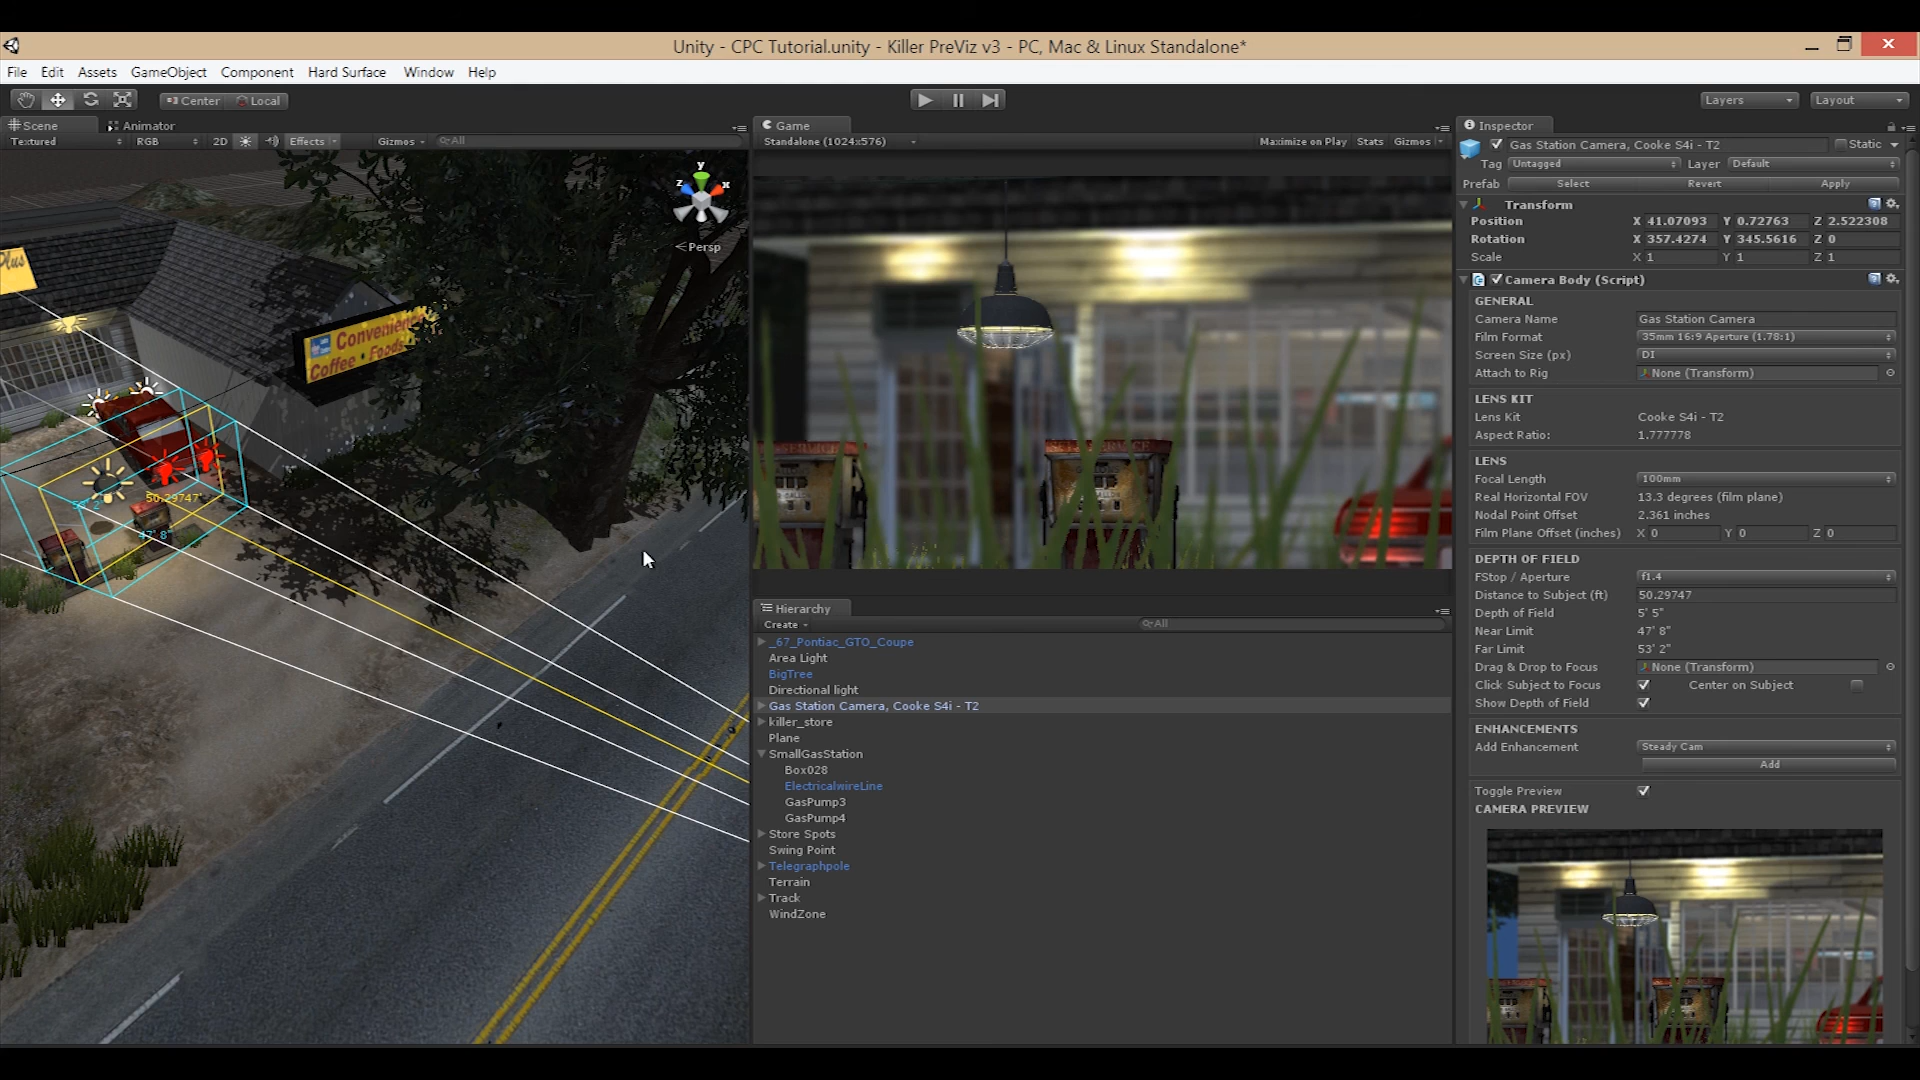 Unity - CPC Tutorial.unity - Killer PreViz v3 - PC, Mac & Linux Standalone*
File Edit Assets GameObject Component Hard Surface Window Help
Center Local
Layers Layout
Scene Animator
Textured RGB 2D Effects Gizmos All
y
z x
Persp
Plus
Convenience
Coffee • Foods
50.29747'
47' 8"
Game
Standalone (1024x576) Maximize on Play Stats Gizmos
Hierarchy
Create All
_67_Pontiac_GTO_Coupe
Area Light
BigTree
Directional light
Gas Station Camera, Cooke S4i - T2
killer_store
Plane
SmallGasStation
Box028
ElectricalwireLine
GasPump3
GasPump4
Store Spots
Swing Point
Telegraphpole
Terrain
Track
WindZone
Inspector
Gas Station Camera, Cooke S4i - T2 Static
Tag Untagged Layer Default
Prefab Select Revert Apply
Transform
Position X 41.07093 Y 0.72763 Z 2.522308
Rotation X 357.4274 Y 345.5616 Z 0
Scale X 1 Y 1 Z 1
Camera Body (Script)
GENERAL
Camera Name Gas Station Camera
Film Format 35mm 16:9 Aperture (1.78:1)
Screen Size (px) DI
Attach to Rig None (Transform)
LENS KIT
Lens Kit Cooke S4i - T2
Aspect Ratio: 1.777778
LENS
Focal Length 100mm
Real Horizontal FOV 13.3 degrees (film plane)
Nodal Point Offset 2.361 inches
Film Plane Offset (inches) X 0 Y 0 Z 0
DEPTH OF FIELD
FStop / Aperture f1.4
Distance to Subject (ft) 50.29747
Depth of Field 5' 5"
Near Limit 47' 8"
Far Limit 53' 2"
Drag & Drop to Focus None (Transform)
Click Subject to Focus Center on Subject
Show Depth of Field
ENHANCEMENTS
Add Enhancement Steady Cam
Add
Toggle Preview
CAMERA PREVIEW